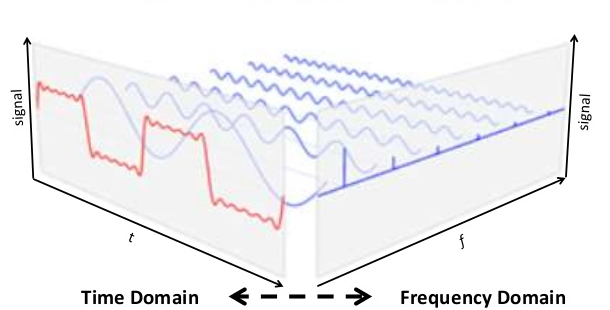 signal
signal
t
f
Time Domain
Frequency Domain